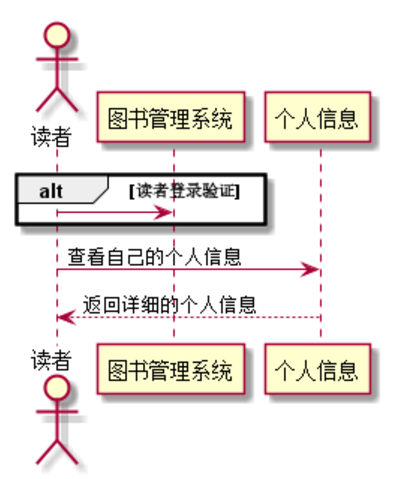 读者
图书管理系统
个人信息
alt
[读者登录验证]
查看自己的个人信息
返回详细的个人信息
读者
图书管理系统
个人信息